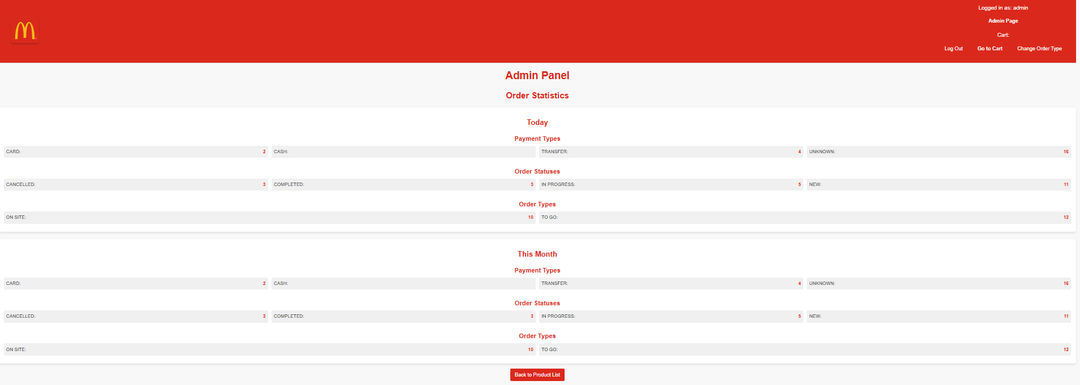 Logged in as: admin
Admin Page
Cart:
Log Out Go to Cart Change Order Type
Admin Panel
Order Statistics
Today
Payment Types
CARD: 2 CASH: TRANSFER: 4 UNKNOWN: 16
Order Statuses
CANCELLED: 3 COMPLETED: 3 IN PROGRESS: 5 NEW: 11
Order Types
ON SITE: 10 TO GO: 12
This Month
Payment Types
CARD: 2 CASH: TRANSFER: 4 UNKNOWN: 16
Order Statuses
CANCELLED: 3 COMPLETED: 3 IN PROGRESS: 5 NEW: 11
Order Types
ON SITE: 10 TO GO: 12
Back to Product List